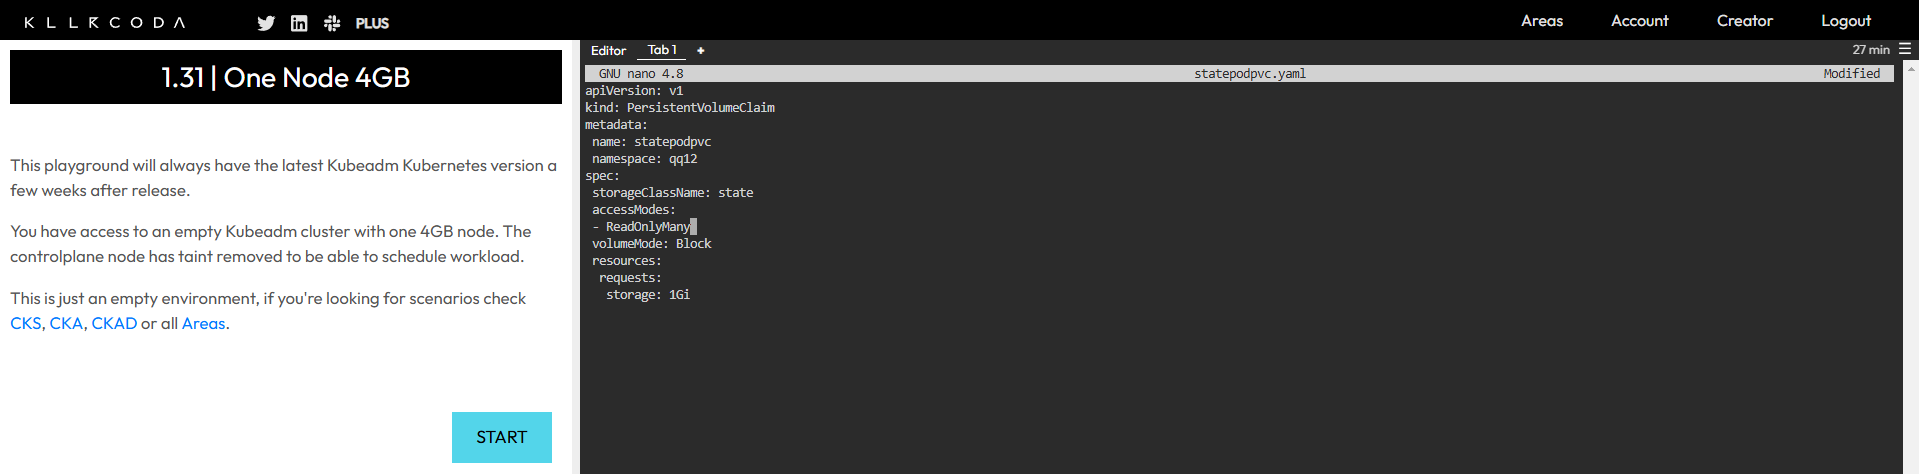 KLLRCODA PLUS Areas Account Creator Logout
1.31 | One Node 4GB
This playground will always have the latest Kubeadm Kubernetes version a
few weeks after release.
You have access to an empty Kubeadm cluster with one 4GB node. The
controlplane node has taint removed to be able to schedule workload.
This is just an empty environment, if you're looking for scenarios check
CKS, CKA, CKAD or all Areas.
START
Editor Tab 1 + 27 min
GNU nano 4.8 statepodpvc.yaml Modified
apiVersion: v1
kind: PersistentVolumeClaim
metadata:
 name: statepodpvc
 namespace: qq12
spec:
 storageClassName: state
 accessModes:
 - ReadOnlyMany
 volumeMode: Block
 resources:
  requests:
   storage: 1Gi